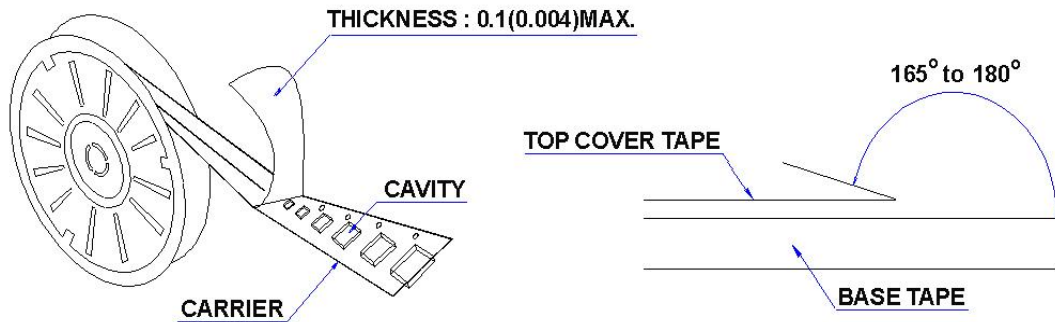 THICKNESS : 0.1(0.004)MAX.
CAVITY
CARRIER
165° to 180°
TOP COVER TAPE
BASE TAPE